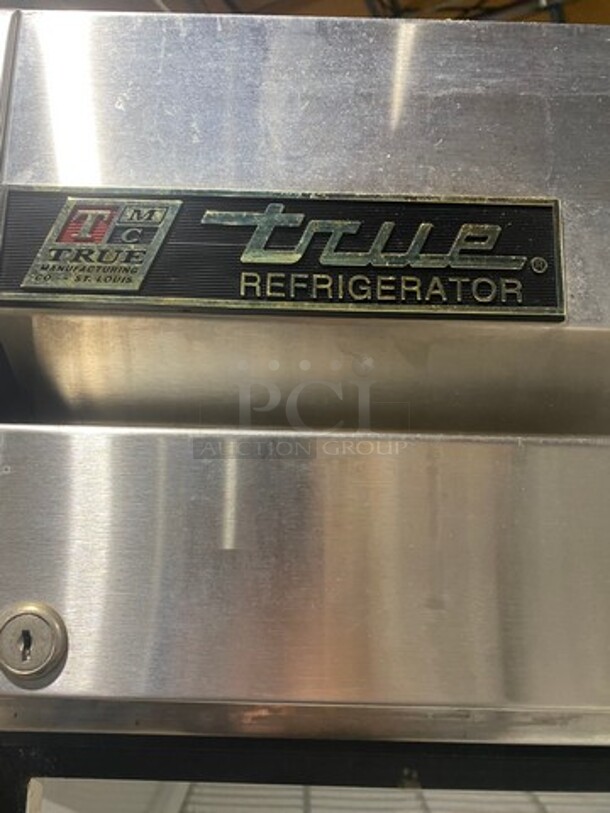 T M
C
TRUE
MANUFACTURING
CO. ST. LOUIS
true®
REFRIGERATOR
PCI
AUCTION GROUP